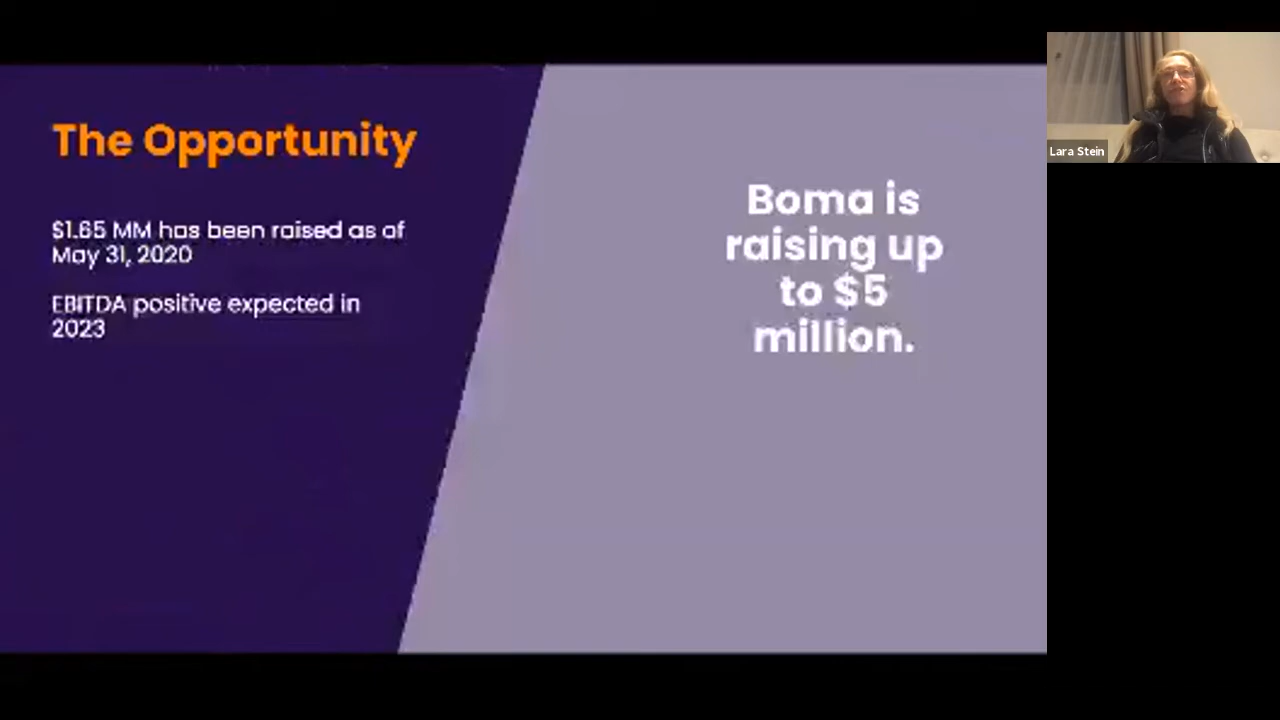 The Opportunity
$1.65 MM has been raised as of
May 31, 2020
EBITDA positive expected in
2023
Boma is
raising up
to $5
million.
Lara Stein